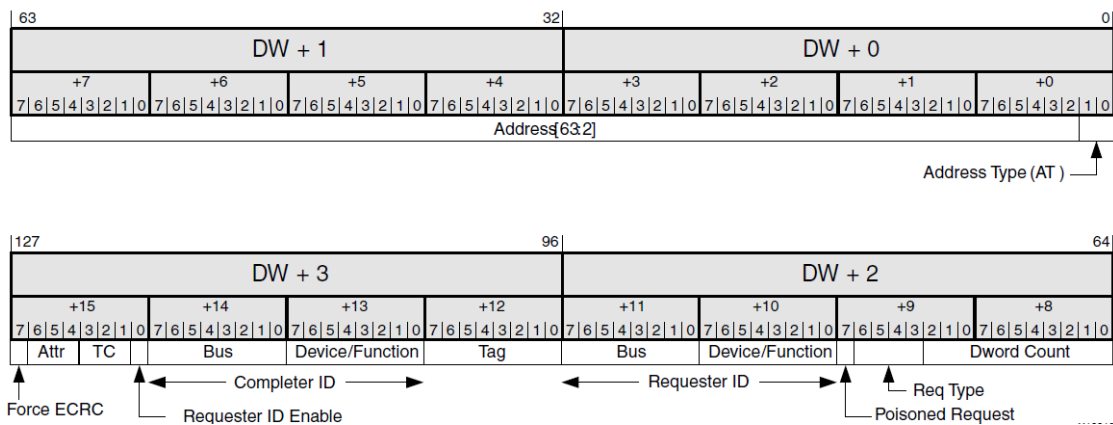 63 32 0
DW + 1 DW + 0
+7 +6 +5 +4 +3 +2 +1 +0
7 6 5 4 3 2 1 0 7 6 5 4 3 2 1 0 7 6 5 4 3 2 1 0 7 6 5 4 3 2 1 0 7 6 5 4 3 2 1 0 7 6 5 4 3 2 1 0 7 6 5 4 3 2 1 0 7 6 5 4 3 2 1 0
Address[63:2]
Address Type (AT )
127 96 64
DW + 3 DW + 2
+15 +14 +13 +12 +11 +10 +9 +8
7 6 5 4 3 2 1 0 7 6 5 4 3 2 1 0 7 6 5 4 3 2 1 0 7 6 5 4 3 2 1 0 7 6 5 4 3 2 1 0 7 6 5 4 3 2 1 0 7 6 5 4 3 2 1 0 7 6 5 4 3 2 1 0
Attr TC Bus Device/Function Tag Bus Device/Function Dword Count
Completer ID Requester ID Req Type
Force ECRC Requester ID Enable Poisoned Request